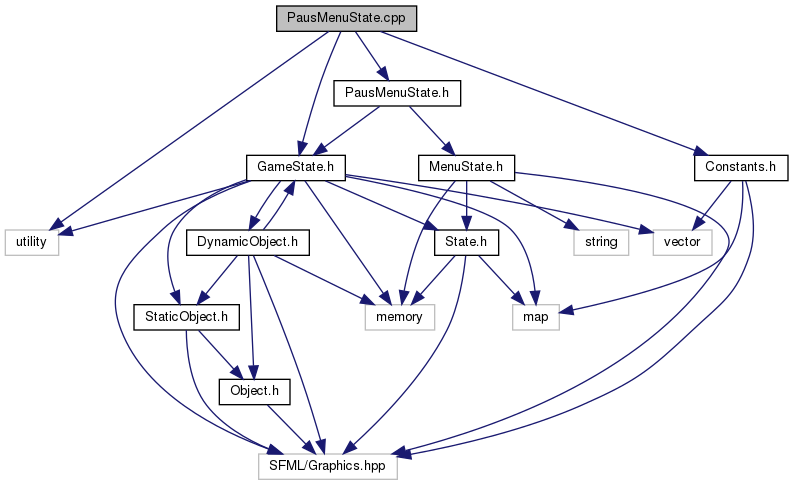 PausMenuState.cpp
PausMenuState.h
GameState.h
MenuState.h
Constants.h
utility
DynamicObject.h
State.h
string
vector
StaticObject.h
memory
map
Object.h
SFML/Graphics.hpp